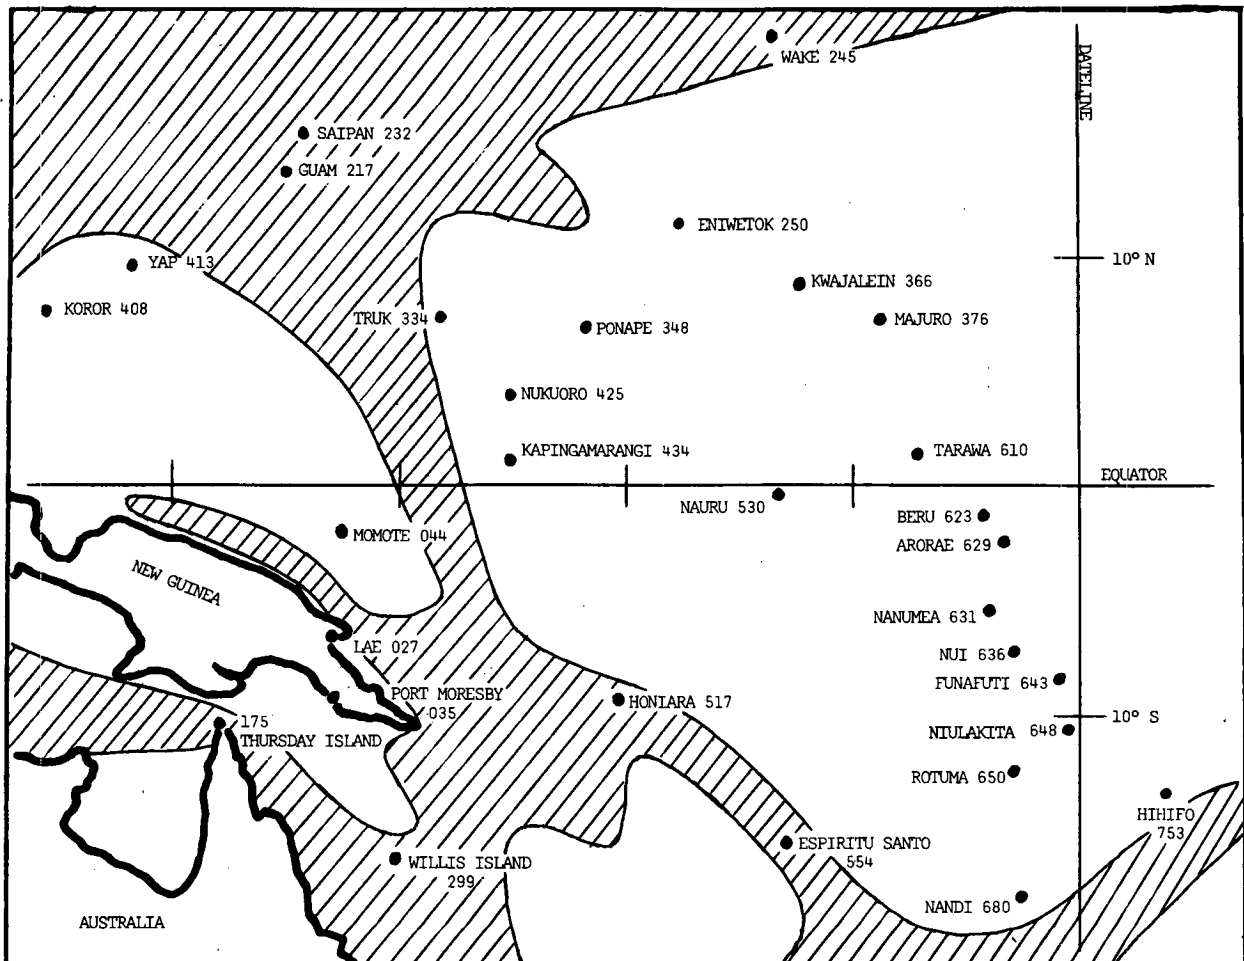 WAKE 245
DATELINE
SAIPAN 232
GUAM 217
ENIWETOK 250
10° N
YAP 413
KWAJALEIN 366
KOROR 408
TRUK 334
PONAPE 348
MAJURO 376
NUKUORO 425
KAPINGAMARANGI 434
TARAWA 610
EQUATOR
NAURU 530
BERU 623
MOMOTE 044
ARORAE 629
NEW GUINEA
NANUMEA 631
LAE 027
NUI 636
FUNAFUTI 643
PORT MORESBY
035
HONIARA 517
10° S
175
THURSDAY ISLAND
NIULAKITA 648
ROTUMA 650
HIHIFO
753
ESPIRITU SANTO
554
WILLIS ISLAND
299
NANDI 680
AUSTRALIA